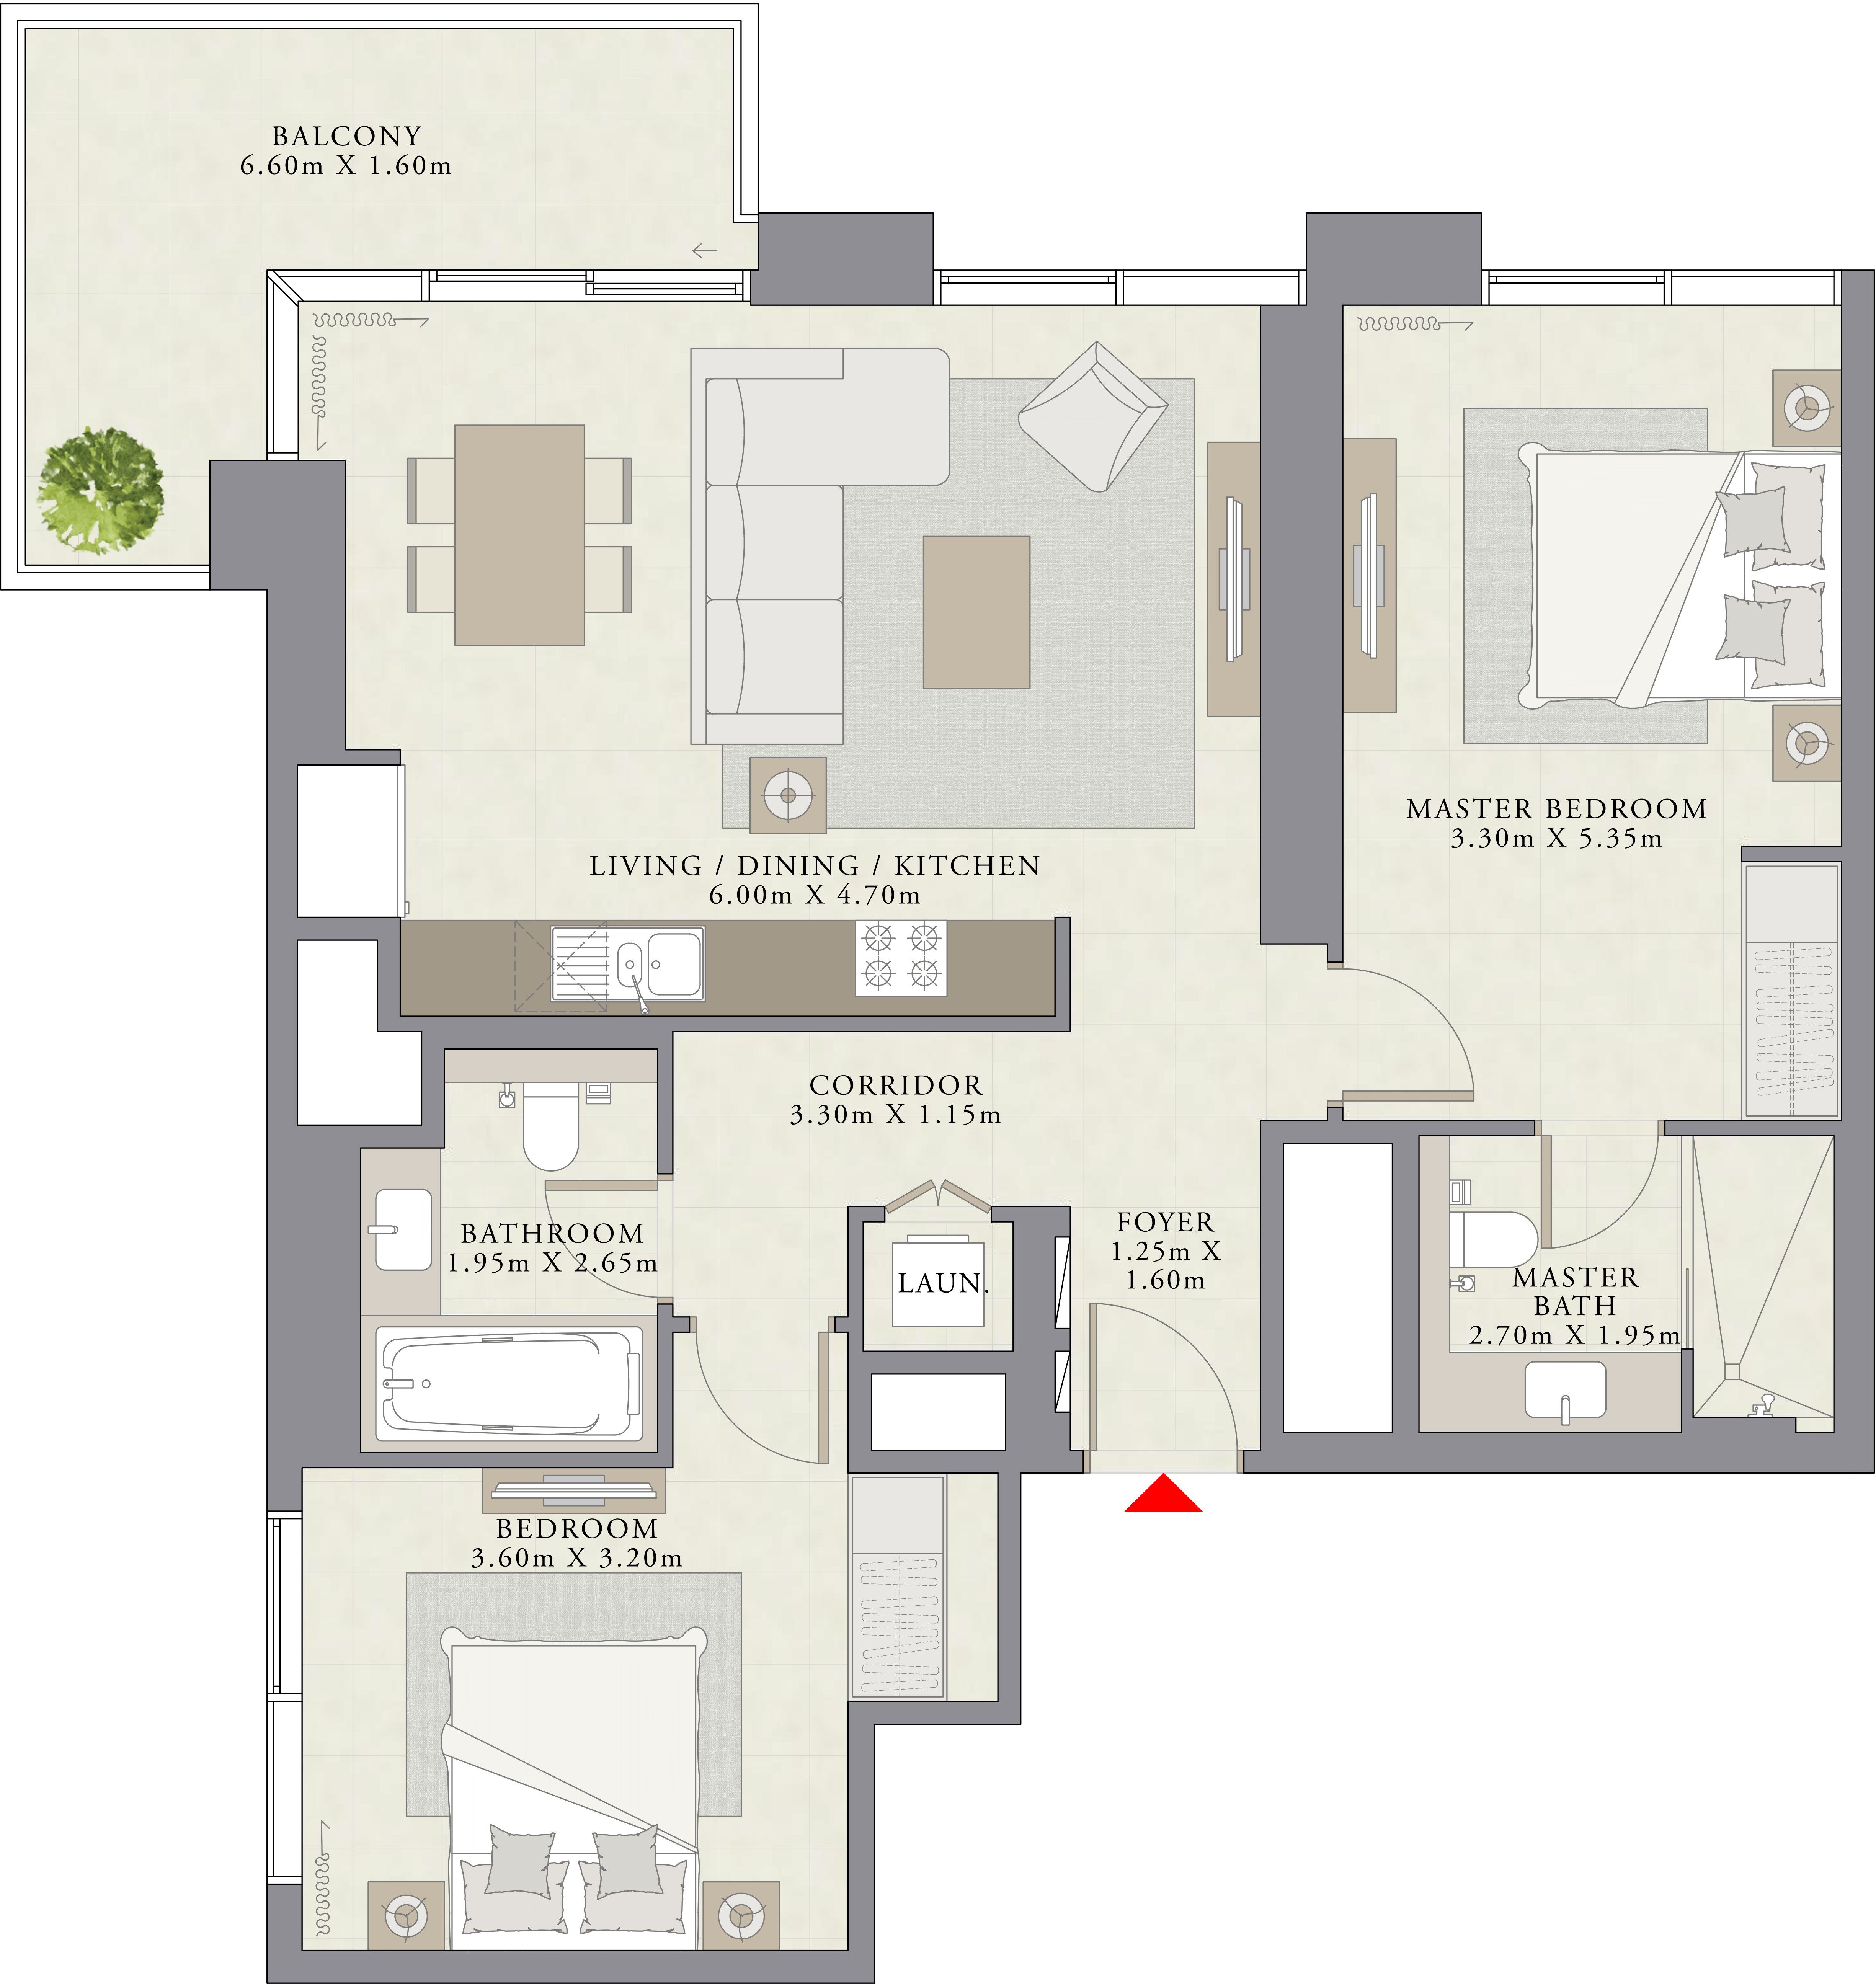 BALCONY
6.60m X 1.60m
MASTER BEDROOM
3.30m X 5.35m
LIVING / DINING / KITCHEN
6.00m X 4.70m
CORRIDOR
3.30m X 1.15m
FOYER
1.25m X
1.60m
BATHROOM
1.95m X 2.65m
LAUN.
MASTER
BATH
2.70m X 1.95m
BEDROOM
3.60m X 3.20m